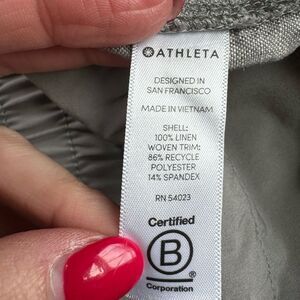 ATHLETA
DESIGNED IN
SAN FRANCISCO
MADE IN VIETNAM
SHELL:
100% LINEN
WOVEN TRIM:
86% RECYCLE
POLYESTER
14% SPANDEX
RN 54023
Certified
B
®
Corporation